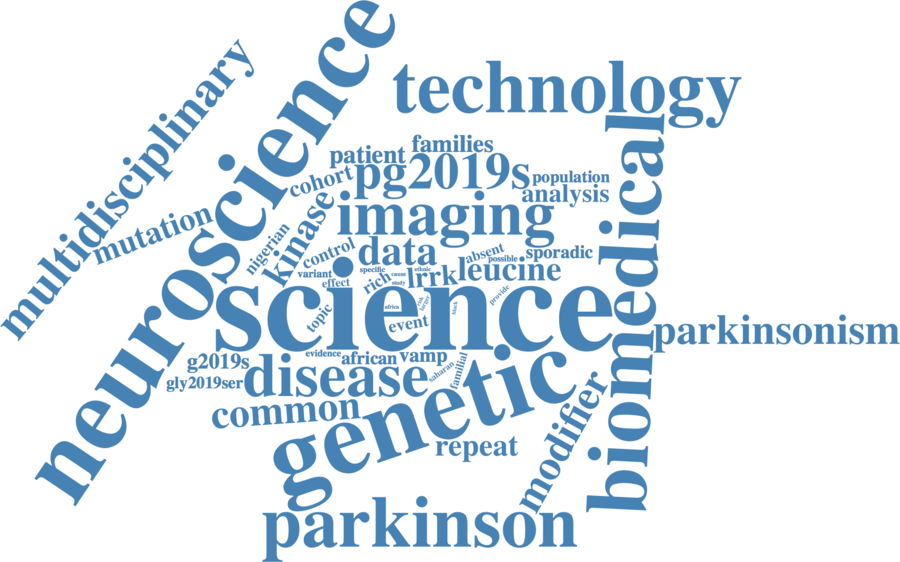 neuroscience
multidisciplinary
technology
biomedical
families
patient
cohort
pg2019s
population
analysis
mutation
kinase
imaging
nigerian
control
data
absent
possible
sporadic
variant
specific
ethnic
cause
study
rich
lrrk
leucine
effect
science
provide
africa
risk
larger
black
topic
event
parkinsonism
evidence
african
vamp
g2019s
gly2019ser
disease
saharan
familial
genetic
common
modifier
repeat
parkinson